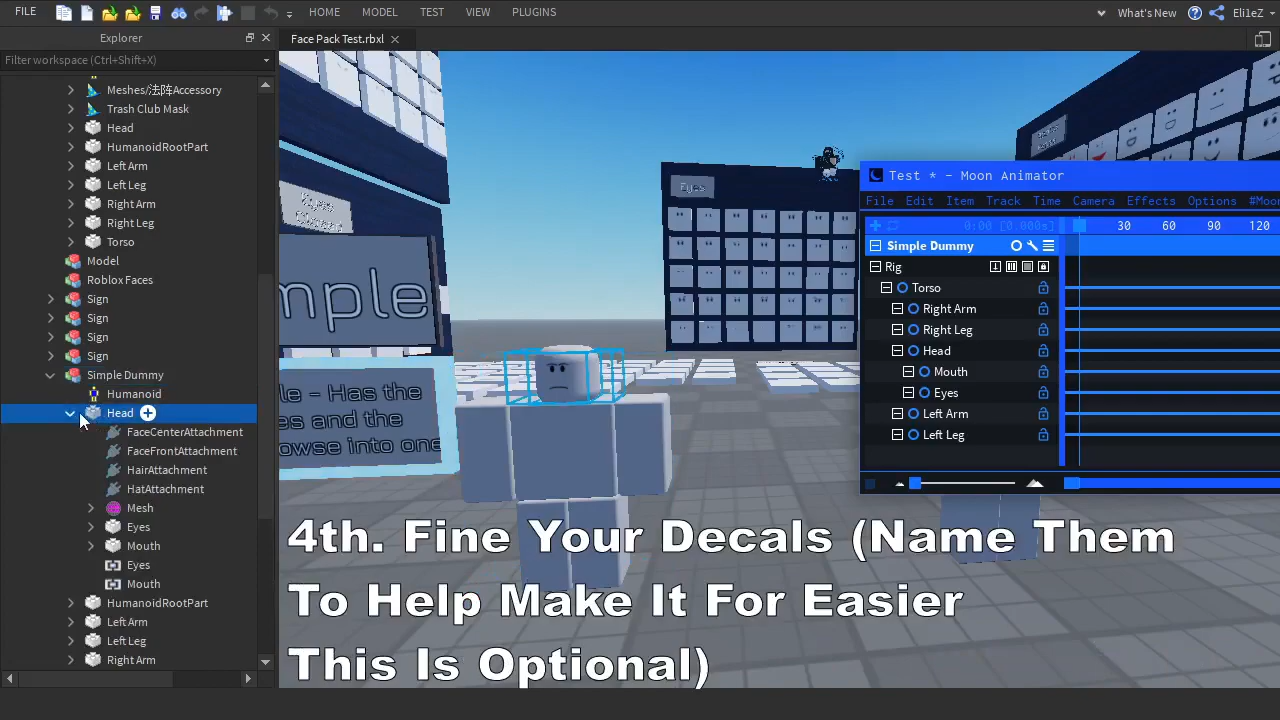 FILE
HOME
MODEL
TEST
VIEW
PLUGINS
What's New
Eli1eZ
Explorer
Face Pack Test.rbxl
Filter workspace (Ctrl+Shift+X)
Meshes/法阵Accessory
Trash Club Mask
Head
HumanoidRootPart
Left Arm
Left Leg
Right Arm
Right Leg
Torso
Model
Roblox Faces
Sign
Sign
Sign
Sign
Simple Dummy
Humanoid
Head
FaceCenterAttachment
FaceFrontAttachment
HairAttachment
HatAttachment
Mesh
Eyes
Mouth
Eyes
Mouth
HumanoidRootPart
Left Arm
Left Leg
Right Arm
Eyes
mple
le - Has the
es and the
owse into one
Test * - Moon Animator
File Edit Item Track Time Camera Effects Options #Moon
0:00 [0.000s] 30 60 90 120
Simple Dummy
Rig
Torso
Right Arm
Right Leg
Head
Mouth
Eyes
Left Arm
Left Leg
4th. Fine Your Decals (Name Them
To Help Make It For Easier
This Is Optional)